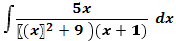 ∫ 5x / (〖(x)〗² + 9 )(x + 1) dx